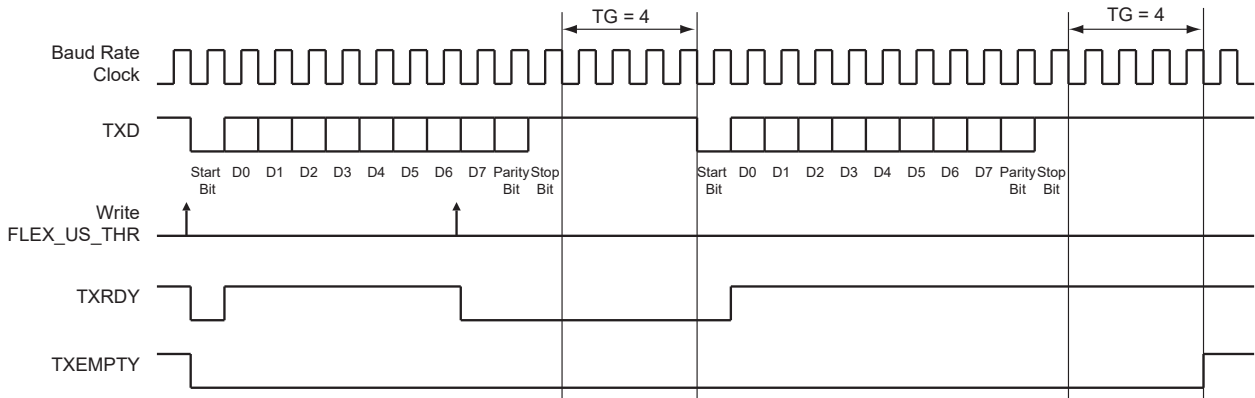 TG = 4
TG = 4
Baud Rate
Clock
TXD
Start
Bit
D0
D1
D2
D3
D4
D5
D6
D7
Parity
Bit
Stop
Bit
Start
Bit
D0
D1
D2
D3
D4
D5
D6
D7
Parity
Bit
Stop
Bit
Write
FLEX_US_THR
TXRDY
TXEMPTY